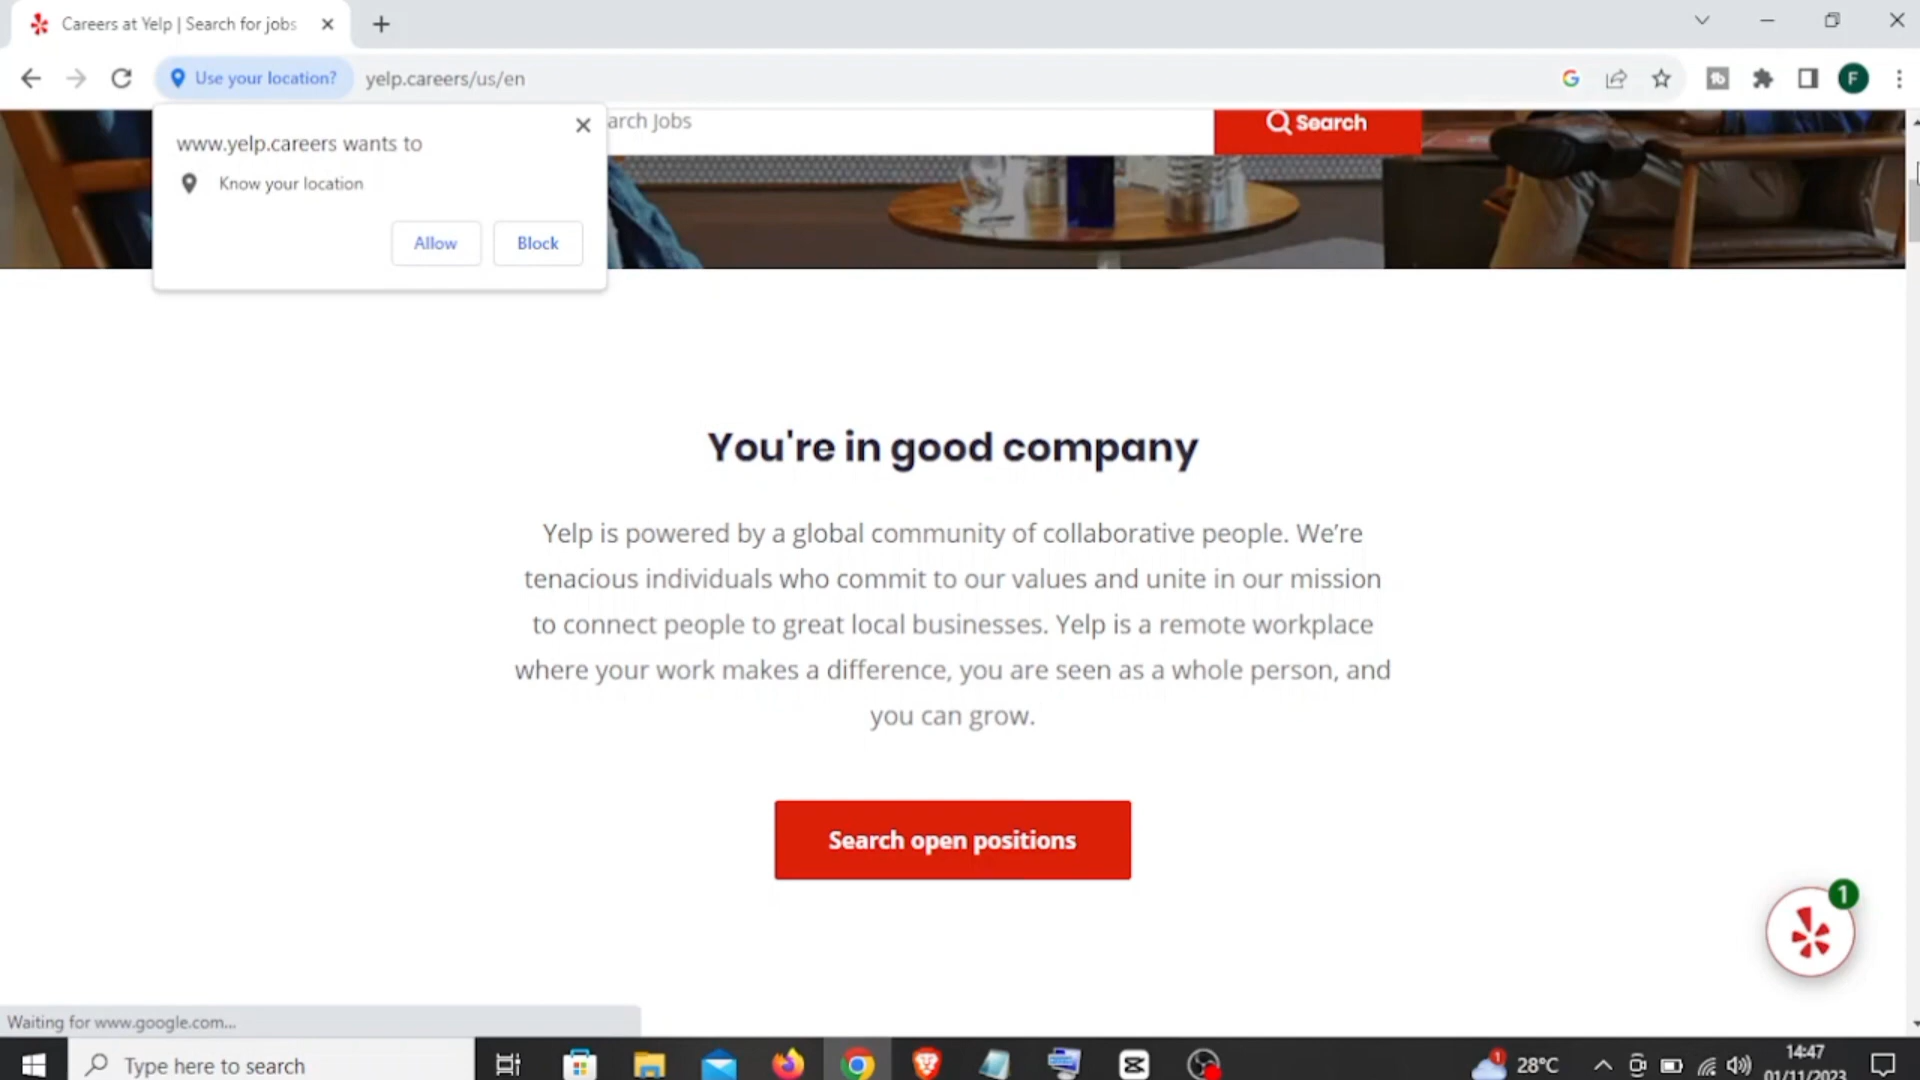 Careers at Yelp | Search for jobs
Use your location?
yelp.careers/us/en
F
www.yelp.careers wants to
Know your location
Allow
Block
arch Jobs
Search
You're in good company
Yelp is powered by a global community of collaborative people. We’re
tenacious individuals who commit to our values and unite in our mission
to connect people to great local businesses. Yelp is a remote workplace
where your work makes a difference, you are seen as a whole person, and
you can grow.
Search open positions
1
Waiting for www.google.com...
Type here to search
1
28°C
14:47
01/11/2023